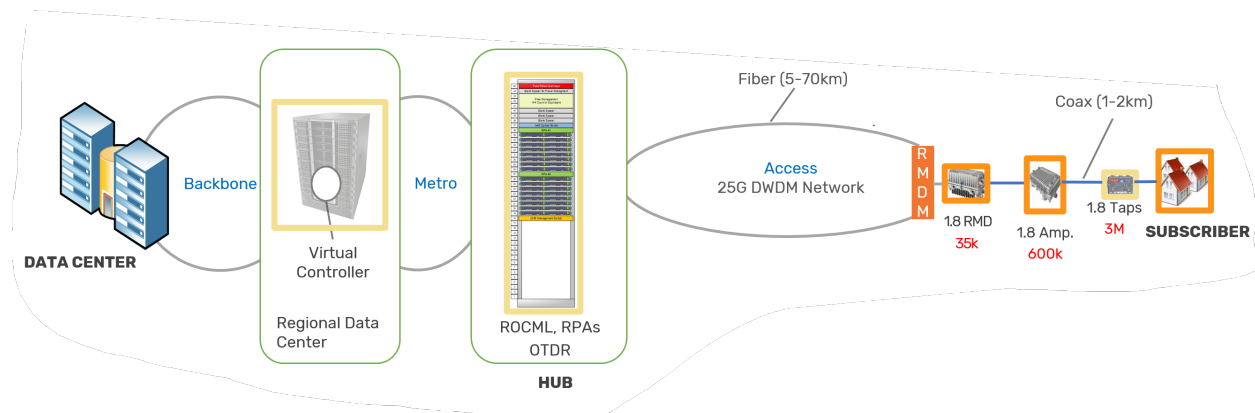 DATA CENTER
Backbone
Virtual
Controller
Regional Data
Center
Metro
ROCML, RPAs
OTDR
HUB
Fiber (5-70km)
Access
25G DWDM Network
R
M
D
M
1.8 RMD
35k
1.8 Amp.
600k
Coax (1-2km)
1.8 Taps
3M
SUBSCRIBER